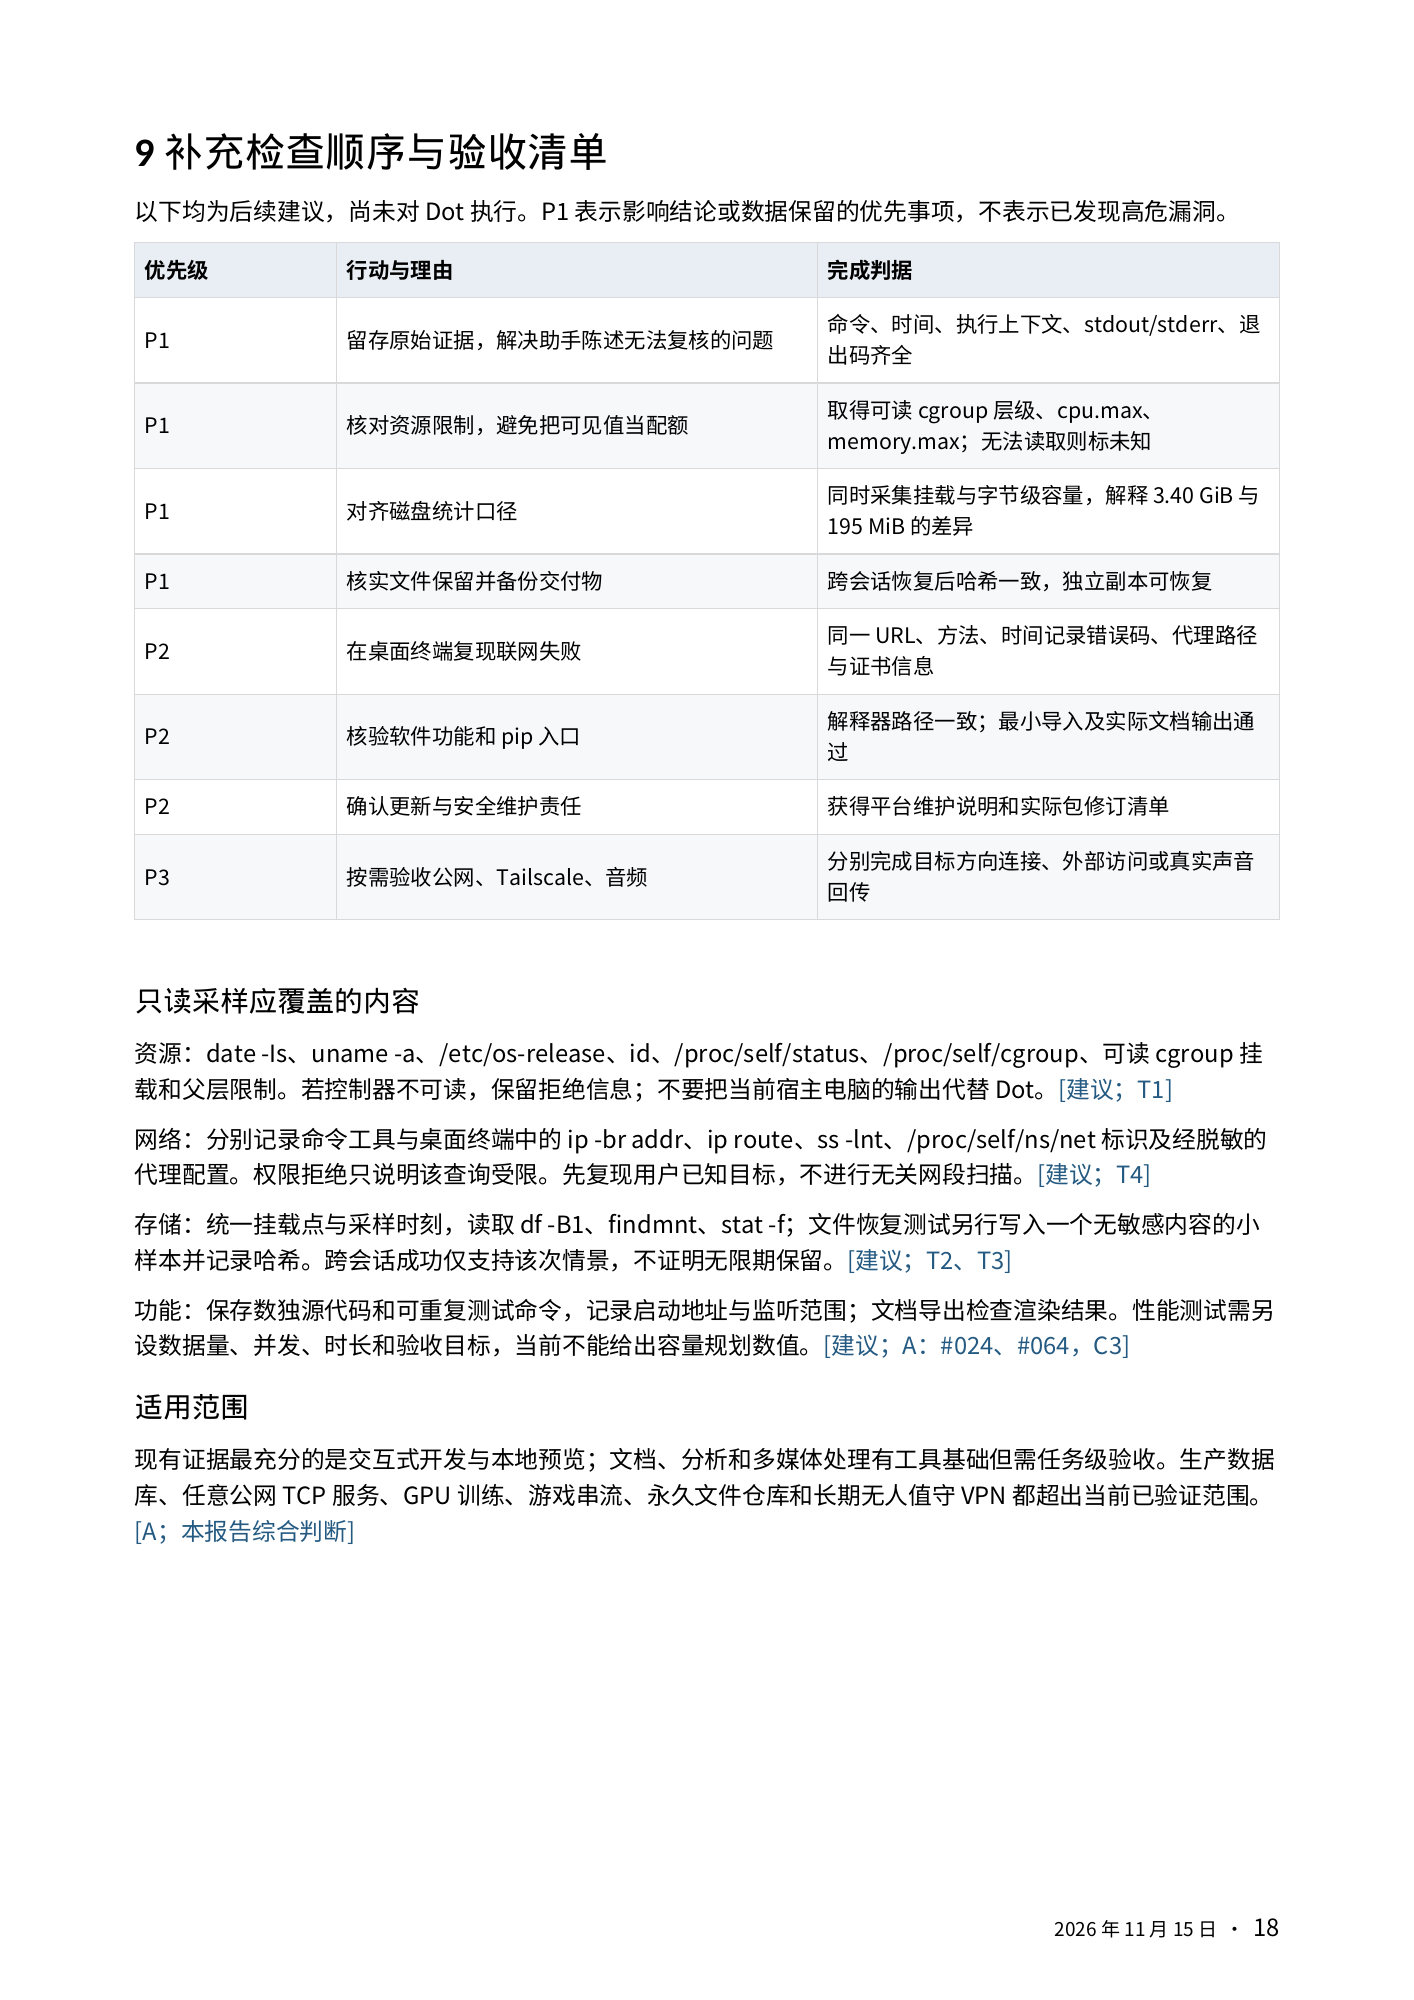 9 补充检查顺序与验收清单
以下均为后续建议，尚未对 Dot 执行。P1 表示影响结论或数据保留的优先事项，不表示已发现高危漏洞。
优先级 行动与理由 完成判据
P1 留存原始证据，解决助手陈述无法复核的问题 命令、时间、执行上下文、stdout/stderr、退
出码齐全
P1 核对资源限制，避免把可见值当配额 取得可读 cgroup 层级、cpu.max、
memory.max；无法读取则标未知
P1 对齐磁盘统计口径 同时采集挂载与字节级容量，解释 3.40 GiB 与
195 MiB 的差异
P1 核实文件保留并备份交付物 跨会话恢复后哈希一致，独立副本可恢复
P2 在桌面终端复现联网失败 同一 URL、方法、时间记录错误码、代理路径
与证书信息
P2 核验软件功能和 pip 入口 解释器路径一致；最小导入及实际文档输出通
过
P2 确认更新与安全维护责任 获得平台维护说明和实际包修订清单
P3 按需验收公网、Tailscale、音频 分别完成目标方向连接、外部访问或真实声音
回传
只读采样应覆盖的内容
资源：date -Is、uname -a、/etc/os-release、id、/proc/self/status、/proc/self/cgroup、可读 cgroup 挂
载和父层限制。若控制器不可读，保留拒绝信息；不要把当前宿主电脑的输出代替 Dot。[建议；T1]
网络：分别记录命令工具与桌面终端中的 ip -br addr、ip route、ss -lnt、/proc/self/ns/net 标识及经脱敏的
代理配置。权限拒绝只说明该查询受限。先复现用户已知目标，不进行无关网段扫描。[建议；T4]
存储：统一挂载点与采样时刻，读取 df -B1、findmnt、stat -f；文件恢复测试另行写入一个无敏感内容的小
样本并记录哈希。跨会话成功仅支持该次情景，不证明无限期保留。[建议；T2、T3]
功能：保存数独源代码和可重复测试命令，记录启动地址与监听范围；文档导出检查渲染结果。性能测试需另
设数据量、并发、时长和验收目标，当前不能给出容量规划数值。[建议；A：#024、#064，C3]
适用范围
现有证据最充分的是交互式开发与本地预览；文档、分析和多媒体处理有工具基础但需任务级验收。生产数据
库、任意公网 TCP 服务、GPU 训练、游戏串流、永久文件仓库和长期无人值守 VPN 都超出当前已验证范围。
[A；本报告综合判断]
2026 年 11 月 15 日 · 18